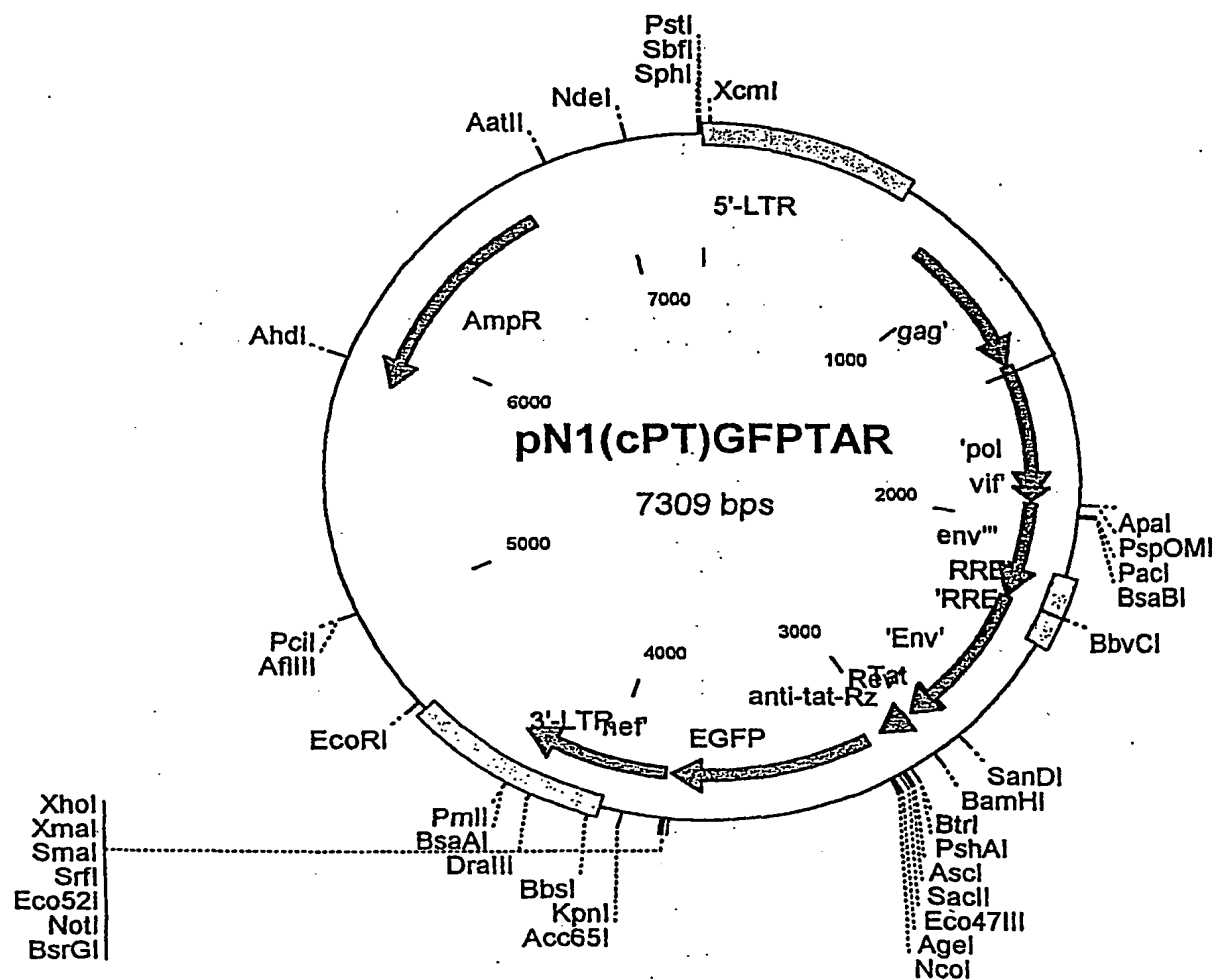 PstI
SbfI
SphI
XcmI
NdeI
AatII
5'-LTR
7000
AmpR
gag'
AhdI
1000
6000
pN1(cPT)GFPTAR
7309 bps
'pol
vif'
2000
ApaI
PspOMI
PacI
BsaBI
env'''
5000
RRE'
'RRE
'Env'
BbvCI
3000
PciI
AflIII
4000
Rev'
Tat
anti-tat-Rz
EcoRI
3'-LTR
nef'
EGFP
SanDI
BamHI
XhoI
XmaI
SmaI
SrfI
Eco52I
NotI
BsrGI
PmlI
BsaAI
DraIII
BbsI
KpnI
Acc65I
BtrI
PshAI
AscI
SacII
Eco47III
AgeI
NcoI